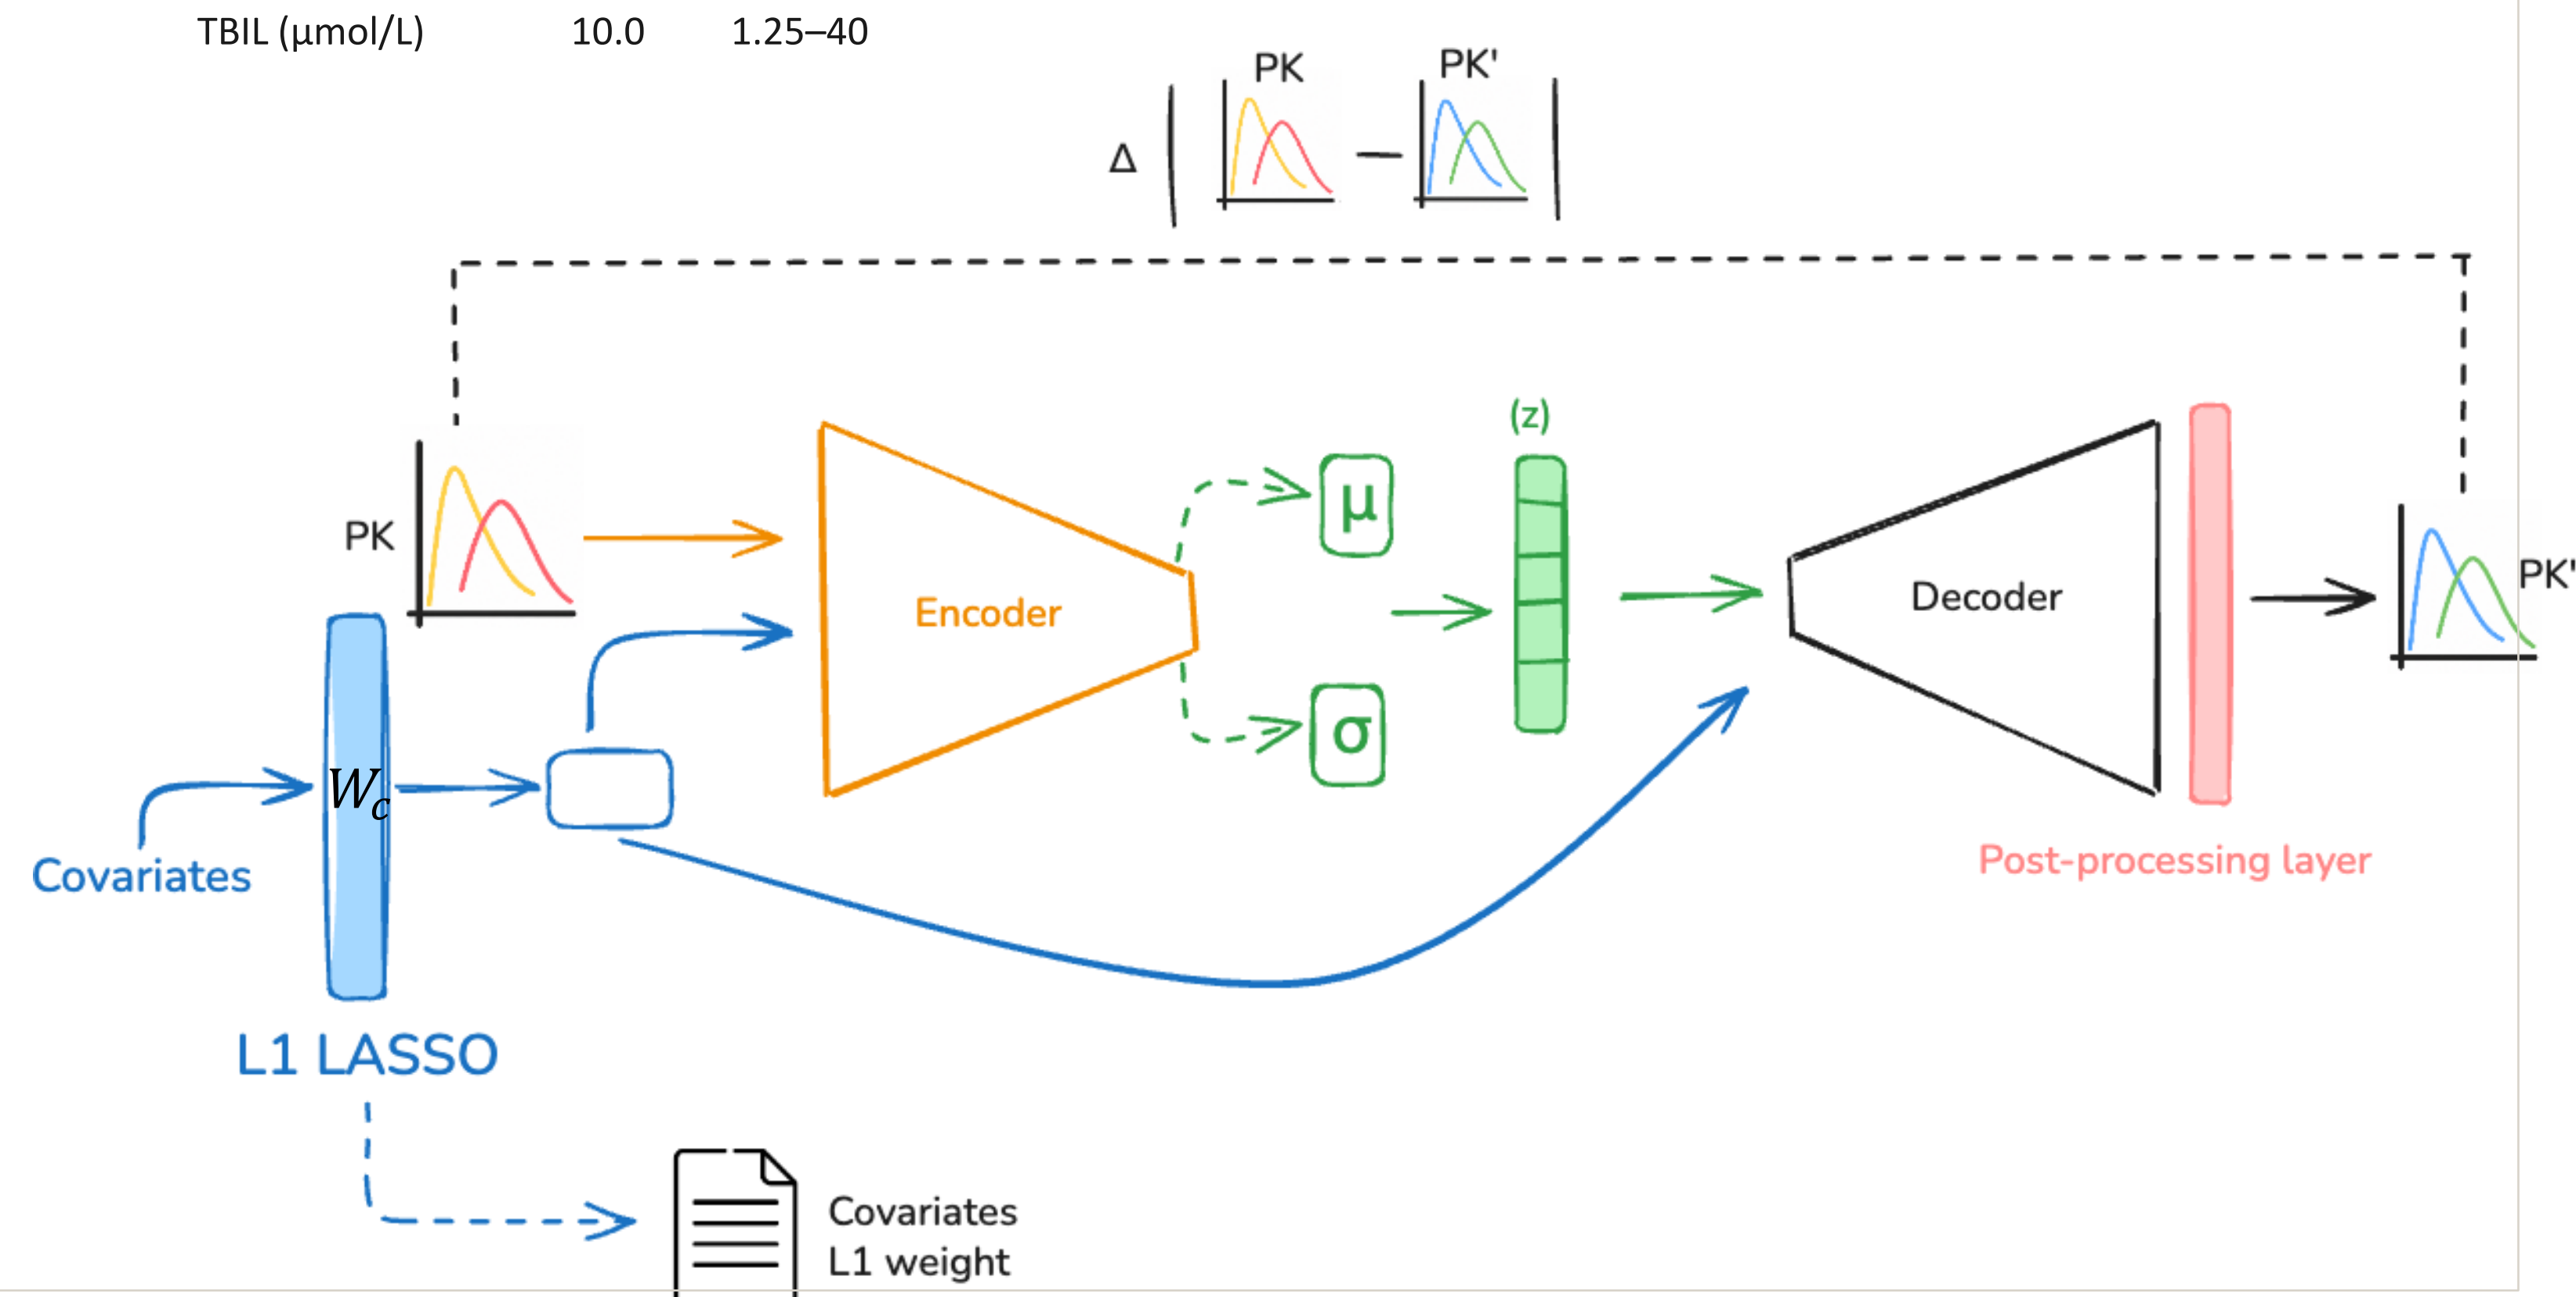 TBIL (µmol/L) 10.0 1.25–40
PK PK'
Δ | — |
(z)
µ
PK
PK'
Encoder
Decoder
σ
W_c
Covariates
Post-processing layer
L1 LASSO
Covariates
L1 weight